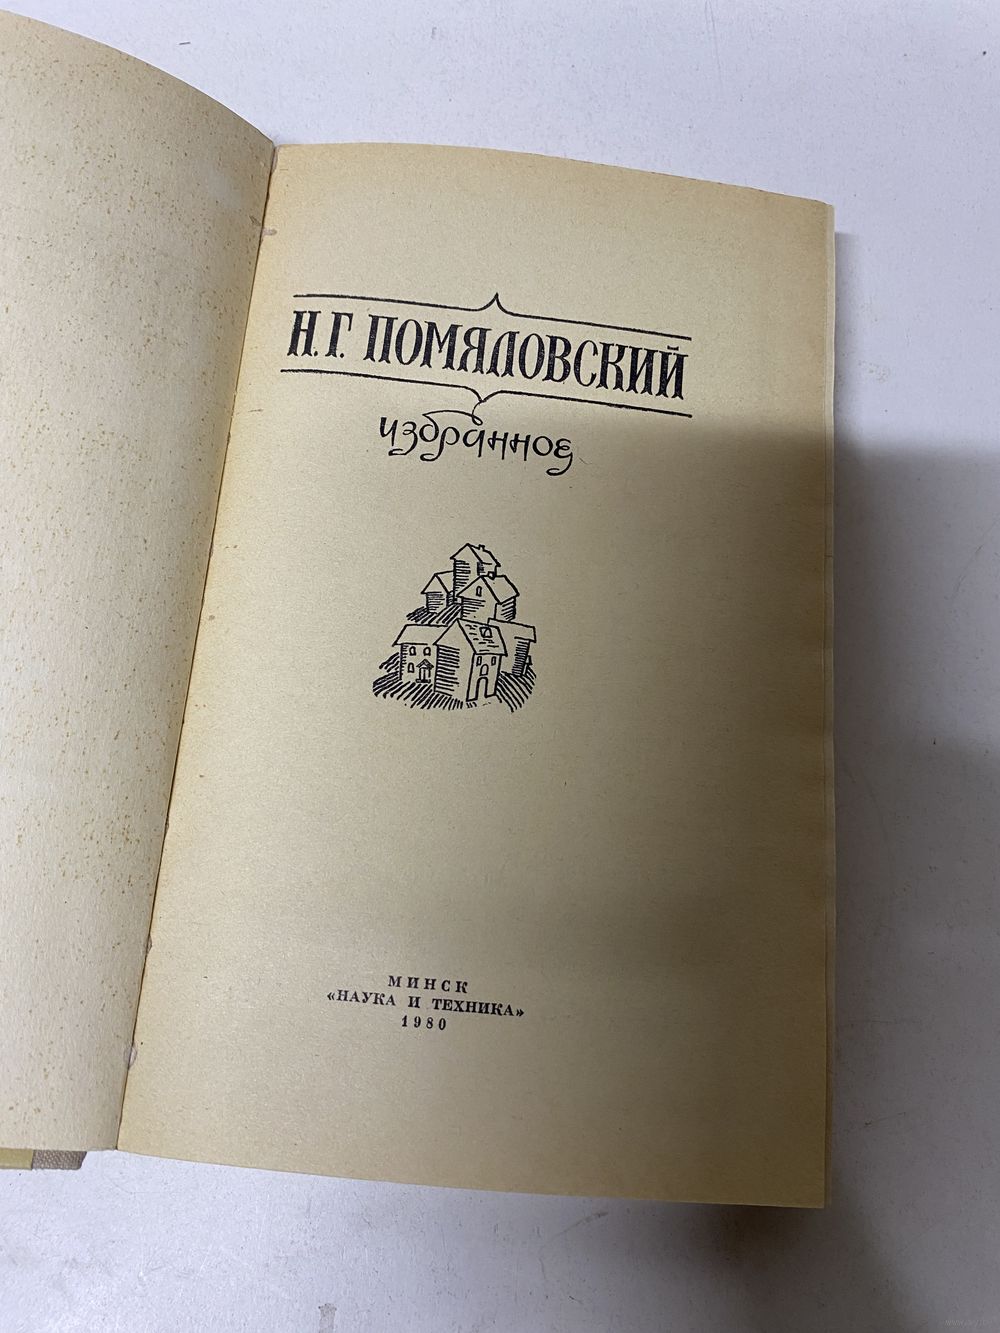 Н. Г. ПОМЯЛОВСКИЙ
избранное
МИНСК
«НАУКА И ТЕХНИКА»
1980